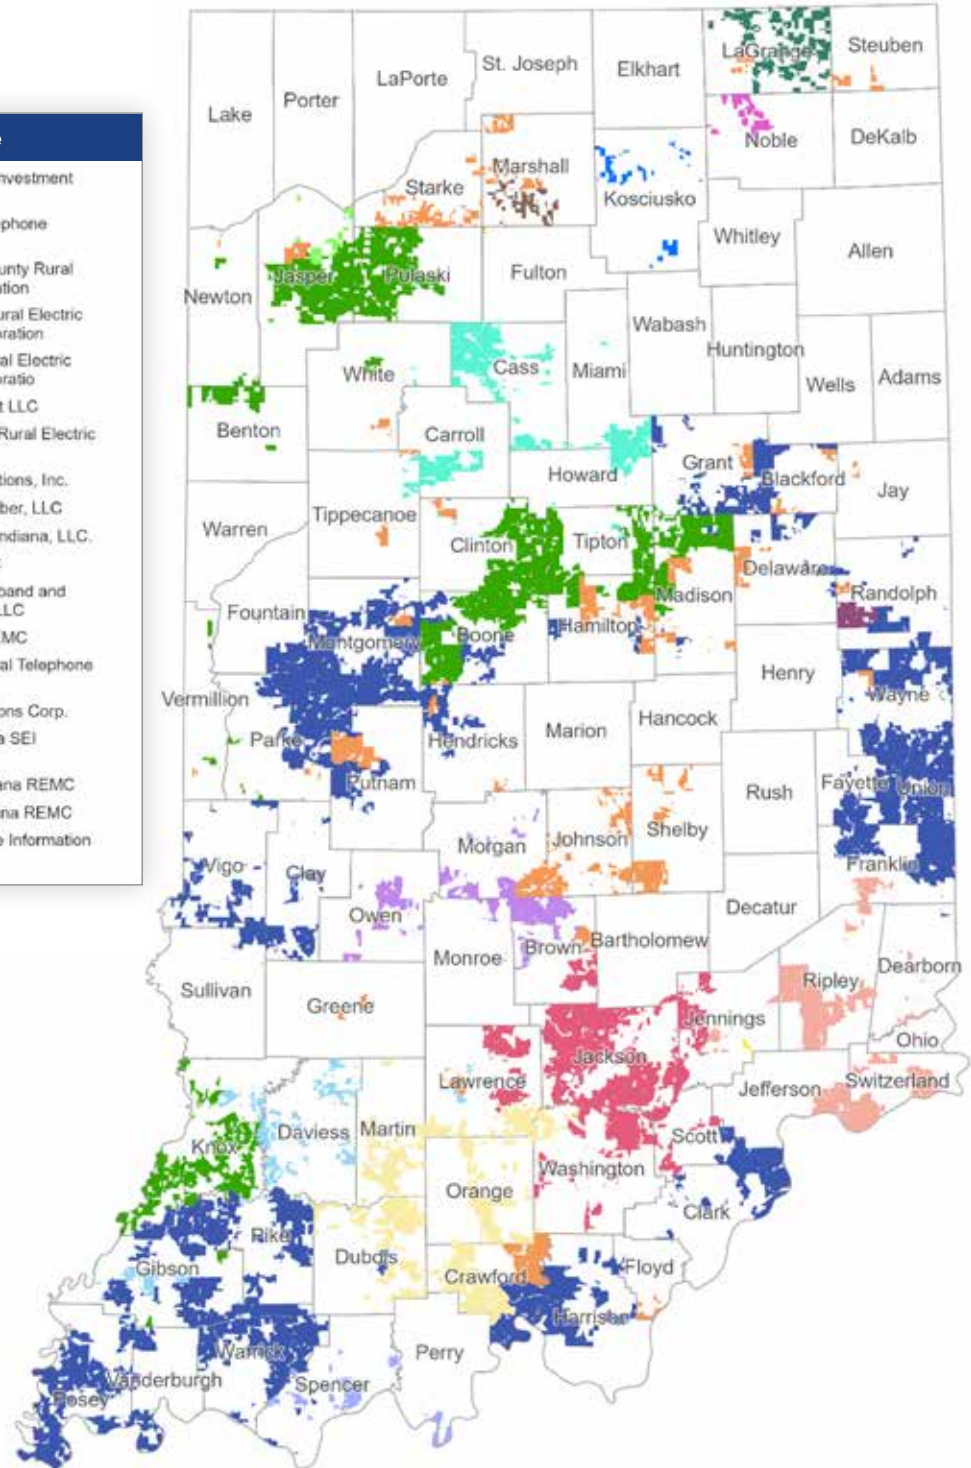 e
nvestment
phone
unty Rural
ation
ural Electric
oration
al Electric
oratio
t LLC
Rural Electric
tions, Inc.
ber, LLC
ndiana, LLC.
band and
LLC
EMC
al Telephone
ons Corp.
a SEI
ana REMC
na REMC
e Information
LaGrange
Steuben
St. Joseph
Elkhart
LaPorte
Porter
Lake
Noble
DeKalb
Marshall
Starke
Kosciusko
Whitley
Allen
Jasper
Pulaski
Fulton
Newton
Wabash
Huntington
White
Cass
Miami
Wells
Adams
Benton
Carroll
Howard
Grant
Blackford
Jay
Warren
Tippecanoe
Clinton
Tipton
Delaware
Madison
Randolph
Fountain
Montgomery
Boone
Hamilton
Henry
Wayne
Vermillion
Hancock
Marion
Parke
Hendricks
Putnam
Rush
Fayette
Union
Shelby
Johnson
Morgan
Vigo
Clay
Franklin
Owen
Decatur
Brown
Bartholomew
Monroe
Ripley
Dearborn
Sullivan
Greene
Jennings
Ohio
Jackson
Lawrence
Jefferson
Switzerland
Daviess
Martin
Scott
Knox
Washington
Orange
Clark
Pike
Dubois
Gibson
Crawford
Floyd
Harrison
Warrick
Perry
Vanderburgh
Spencer
Posey